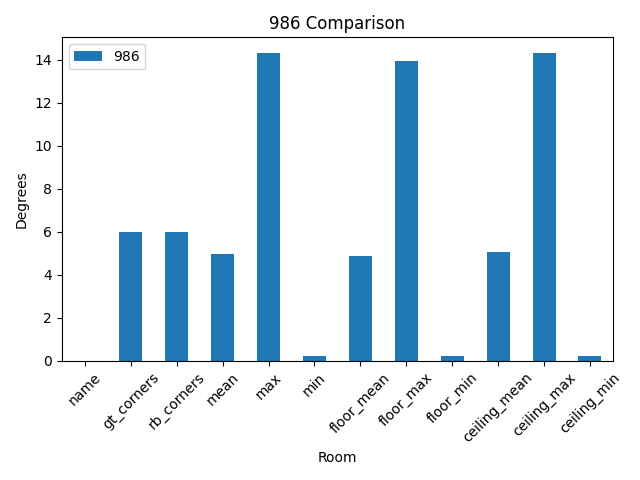 986 Comparison
986
Degrees
14
12
10
8
6
4
2
0
name
gt_corners
rb_corners
mean
max
min
floor_mean
floor_max
floor_min
ceiling_mean
ceiling_max
ceiling_min
Room